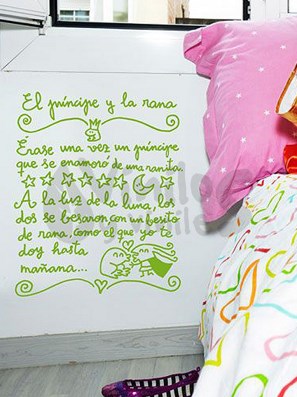 El príncipe y la rana
Érase una vez un príncipe
que se enamoró de una ranita.
A la luz de la luna, los
dos se besaron con un besito
de rana, como el que yo te
doy hasta
mañana...